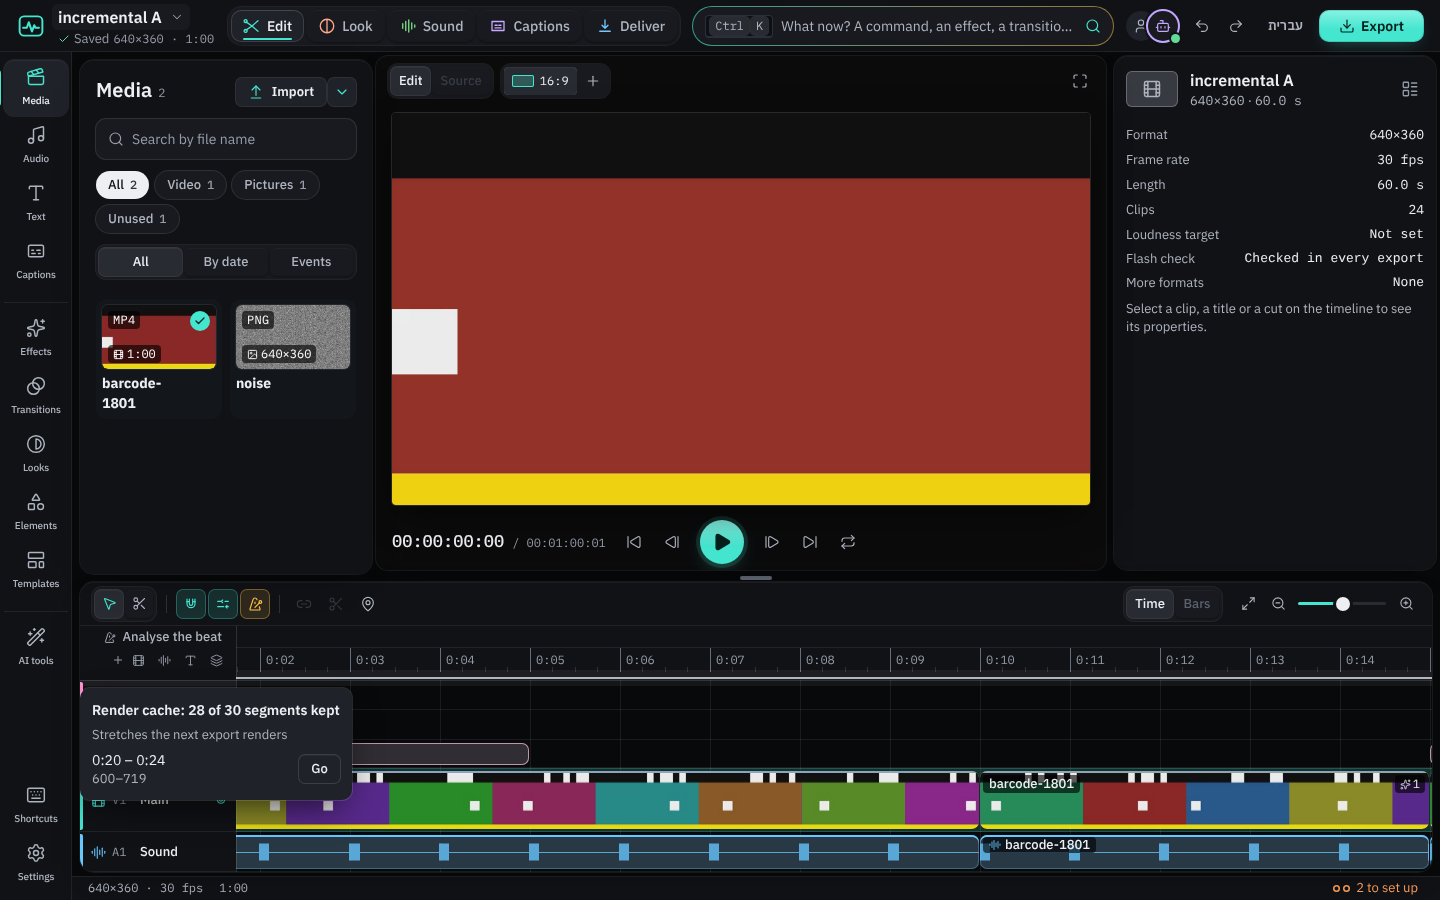 incremental A
Saved 640×360 · 1:00
Edit
Look
Sound
Captions
Deliver
Ctrl K What now? A command, an effect, a transitio...
עברית
Export
Media
Audio
Text
Captions
Effects
Transitions
Looks
Elements
Templates
AI tools
Shortcuts
Settings
Media 2
Import
Search by file name
All 2
Video 1
Pictures 1
Unused 1
All
By date
Events
MP4
1:00
barcode-
1801
PNG
640×360
noise
Edit
Source
16:9
00:00:00:00 / 00:01:00:01
incremental A
640×360 · 60.0 s
Format 640×360
Frame rate 30 fps
Length 60.0 s
Clips 24
Loudness target Not set
Flash check Checked in every export
More formats None
Select a clip, a title or a cut on the timeline to see
its properties.
Time
Bars
Analyse the beat
0:02 0:03 0:04 0:05 0:06 0:07 0:08 0:09 0:10 0:11 0:12 0:13 0:14
Render cache: 28 of 30 segments kept
Stretches the next export renders
0:20 – 0:24
600–719
Go
V1 Main
barcode-1801
1
A1 Sound
barcode-1801
640×360 · 30 fps 1:00
2 to set up